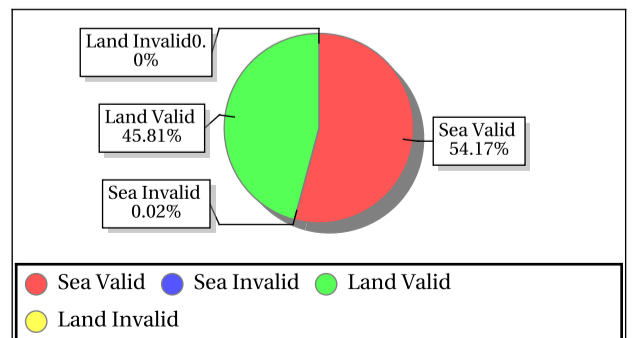 Land Invalid0.
0%
Land Valid
45.81%
Sea Valid
54.17%
Sea Invalid
0.02%
Sea Valid
Sea Invalid
Land Valid
Land Invalid